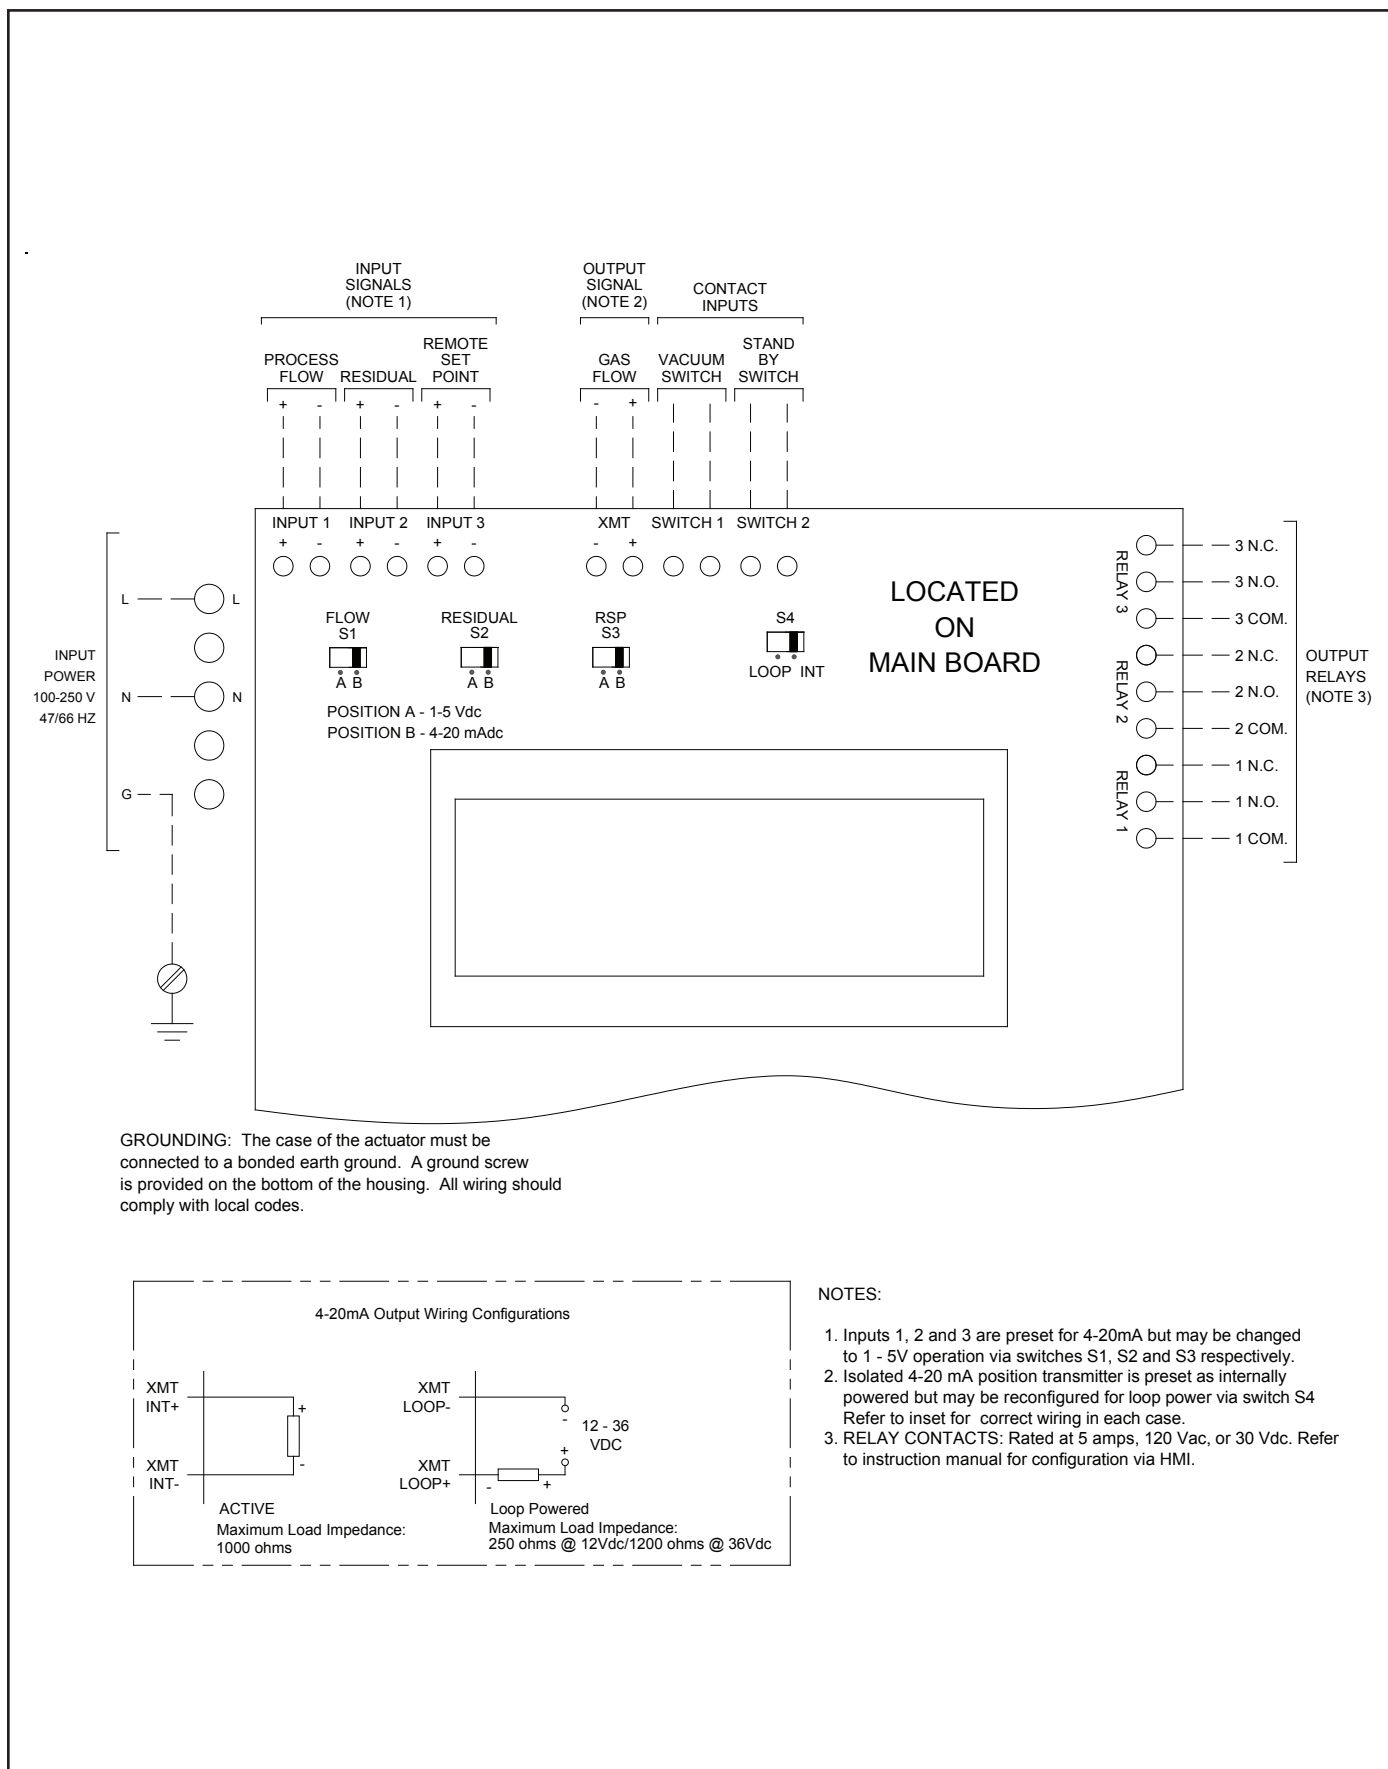 INPUT
SIGNALS
(NOTE 1)
OUTPUT
SIGNAL
(NOTE 2)
CONTACT
INPUTS
PROCESS
FLOW
RESIDUAL
REMOTE
SET
POINT
GAS
FLOW
VACUUM
SWITCH
STAND
BY
SWITCH
+ - + - + - - +
INPUT 1 INPUT 2 INPUT 3 XMT SWITCH 1 SWITCH 2
+ - + - + - - +
INPUT
POWER
100-250 V
47/66 HZ
L L
N N
G
FLOW
S1
A B
RESIDUAL
S2
A B
RSP
S3
A B
S4
LOOP INT
POSITION A - 1-5 Vdc
POSITION B - 4-20 mAdc
LOCATED
ON
MAIN BOARD
RELAY 3
RELAY 2
RELAY 1
3 N.C.
3 N.O.
3 COM.
2 N.C.
2 N.O.
2 COM.
1 N.C.
1 N.O.
1 COM.
OUTPUT
RELAYS
(NOTE 3)
GROUNDING: The case of the actuator must be
connected to a bonded earth ground. A ground screw
is provided on the bottom of the housing. All wiring should
comply with local codes.
4-20mA Output Wiring Configurations
XMT
INT+
+
XMT
INT-
-
ACTIVE
Maximum Load Impedance:
1000 ohms
XMT
LOOP-
-
12 - 36
VDC
+
XMT
LOOP+
- +
Loop Powered
Maximum Load Impedance:
250 ohms @ 12Vdc/1200 ohms @ 36Vdc
NOTES:
1. Inputs 1, 2 and 3 are preset for 4-20mA but may be changed
to 1 - 5V operation via switches S1, S2 and S3 respectively.
2. Isolated 4-20 mA position transmitter is preset as internally
powered but may be reconfigured for loop power via switch S4
Refer to inset for correct wiring in each case.
3. RELAY CONTACTS: Rated at 5 amps, 120 Vac, or 30 Vdc. Refer
to instruction manual for configuration via HMI.